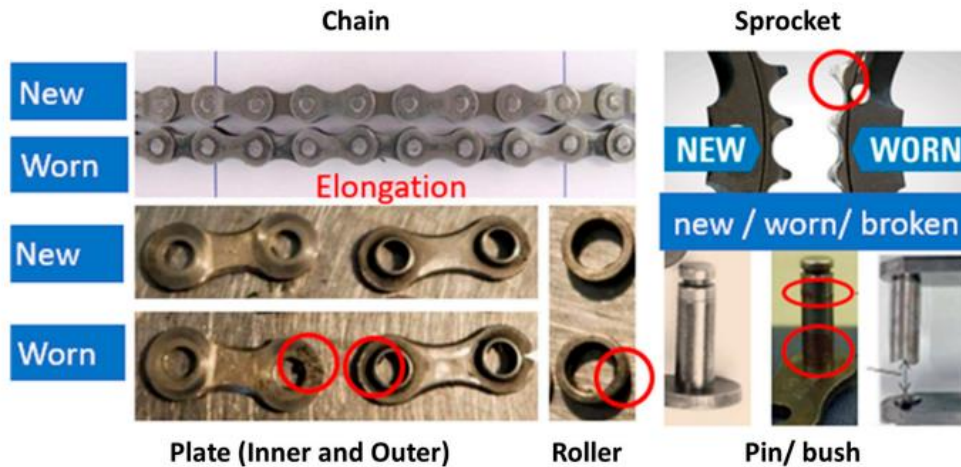 Chain
Sprocket
New
Worn
Elongation
NEW
WORN
New
new / worn/ broken
Worn
Plate (Inner and Outer)
Roller
Pin/ bush